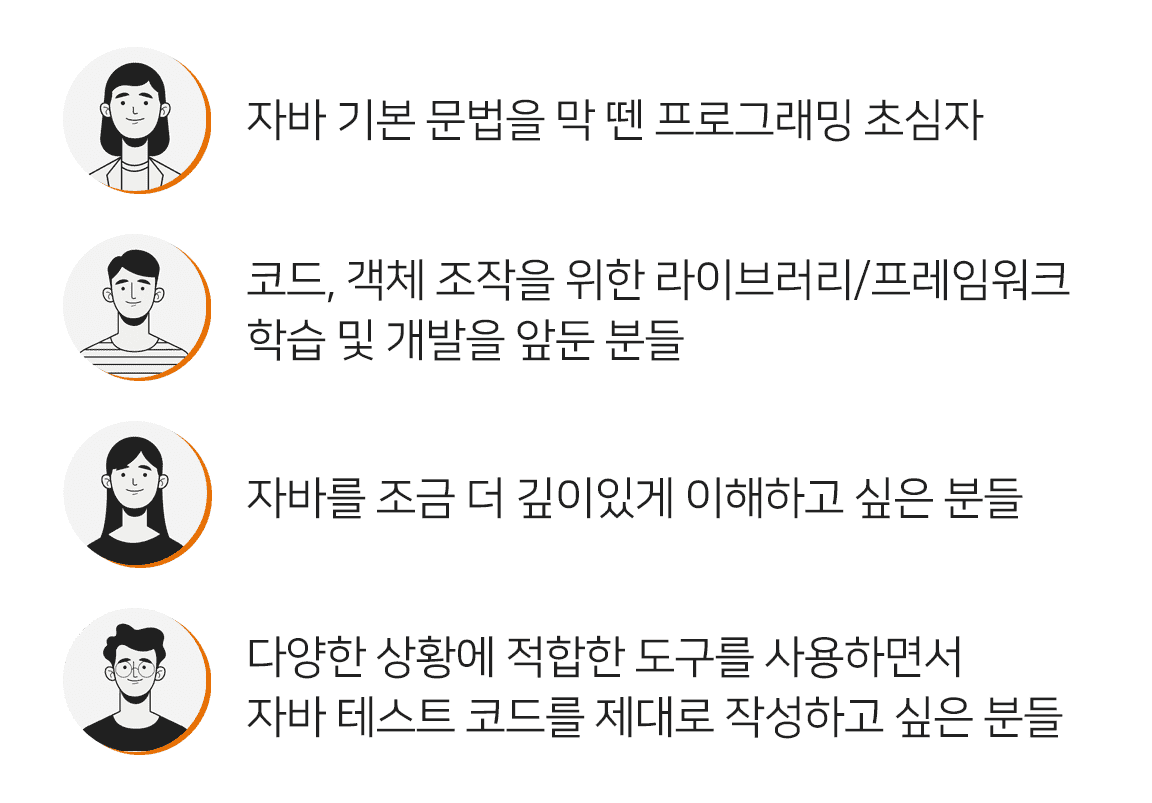 자바 기본 문법을 막 뗀 프로그래밍 초심자
코드, 객체 조작을 위한 라이브러리/프레임워크
학습 및 개발을 앞둔 분들
자바를 조금 더 깊이있게 이해하고 싶은 분들
다양한 상황에 적합한 도구를 사용하면서
자바 테스트 코드를 제대로 작성하고 싶은 분들